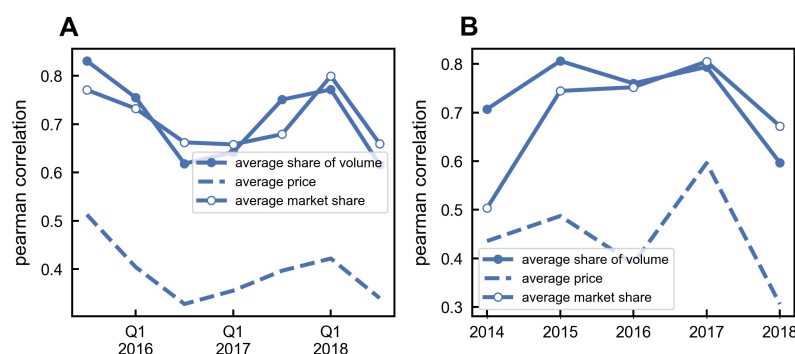 A
pearman correlation
0.8
0.7
0.6
0.5
0.4
average share of volume
average price
average market share
Q1
2016
Q1
2017
Q1
2018
B
pearman correlation
0.8
0.7
0.6
0.5
0.4
0.3
average share of volume
average price
average market share
2014
2015
2016
2017
2018